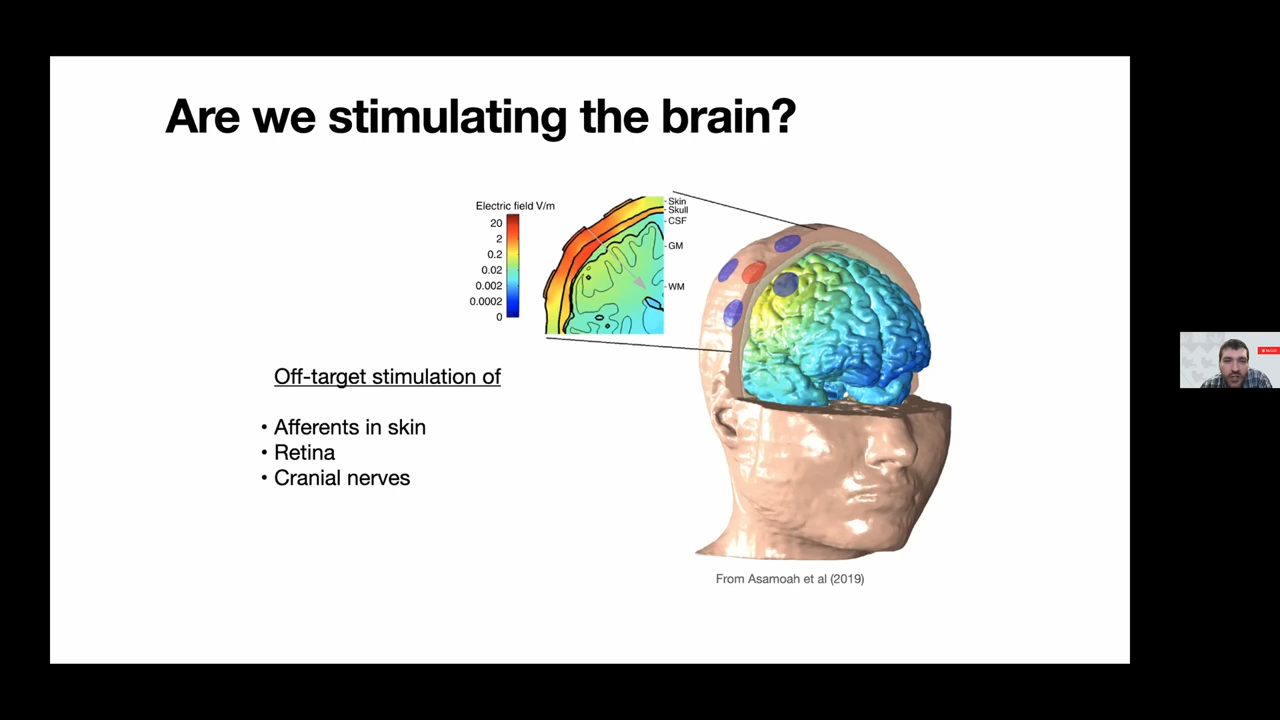 Are we stimulating the brain?
Electric field V/m
20
2
0.2
0.02
0.002
0.0002
0
Skin
Skull
CSF
GM
WM
Off-target stimulation of
• Afferents in skin
• Retina
• Cranial nerves
From Asamoah et al (2019)